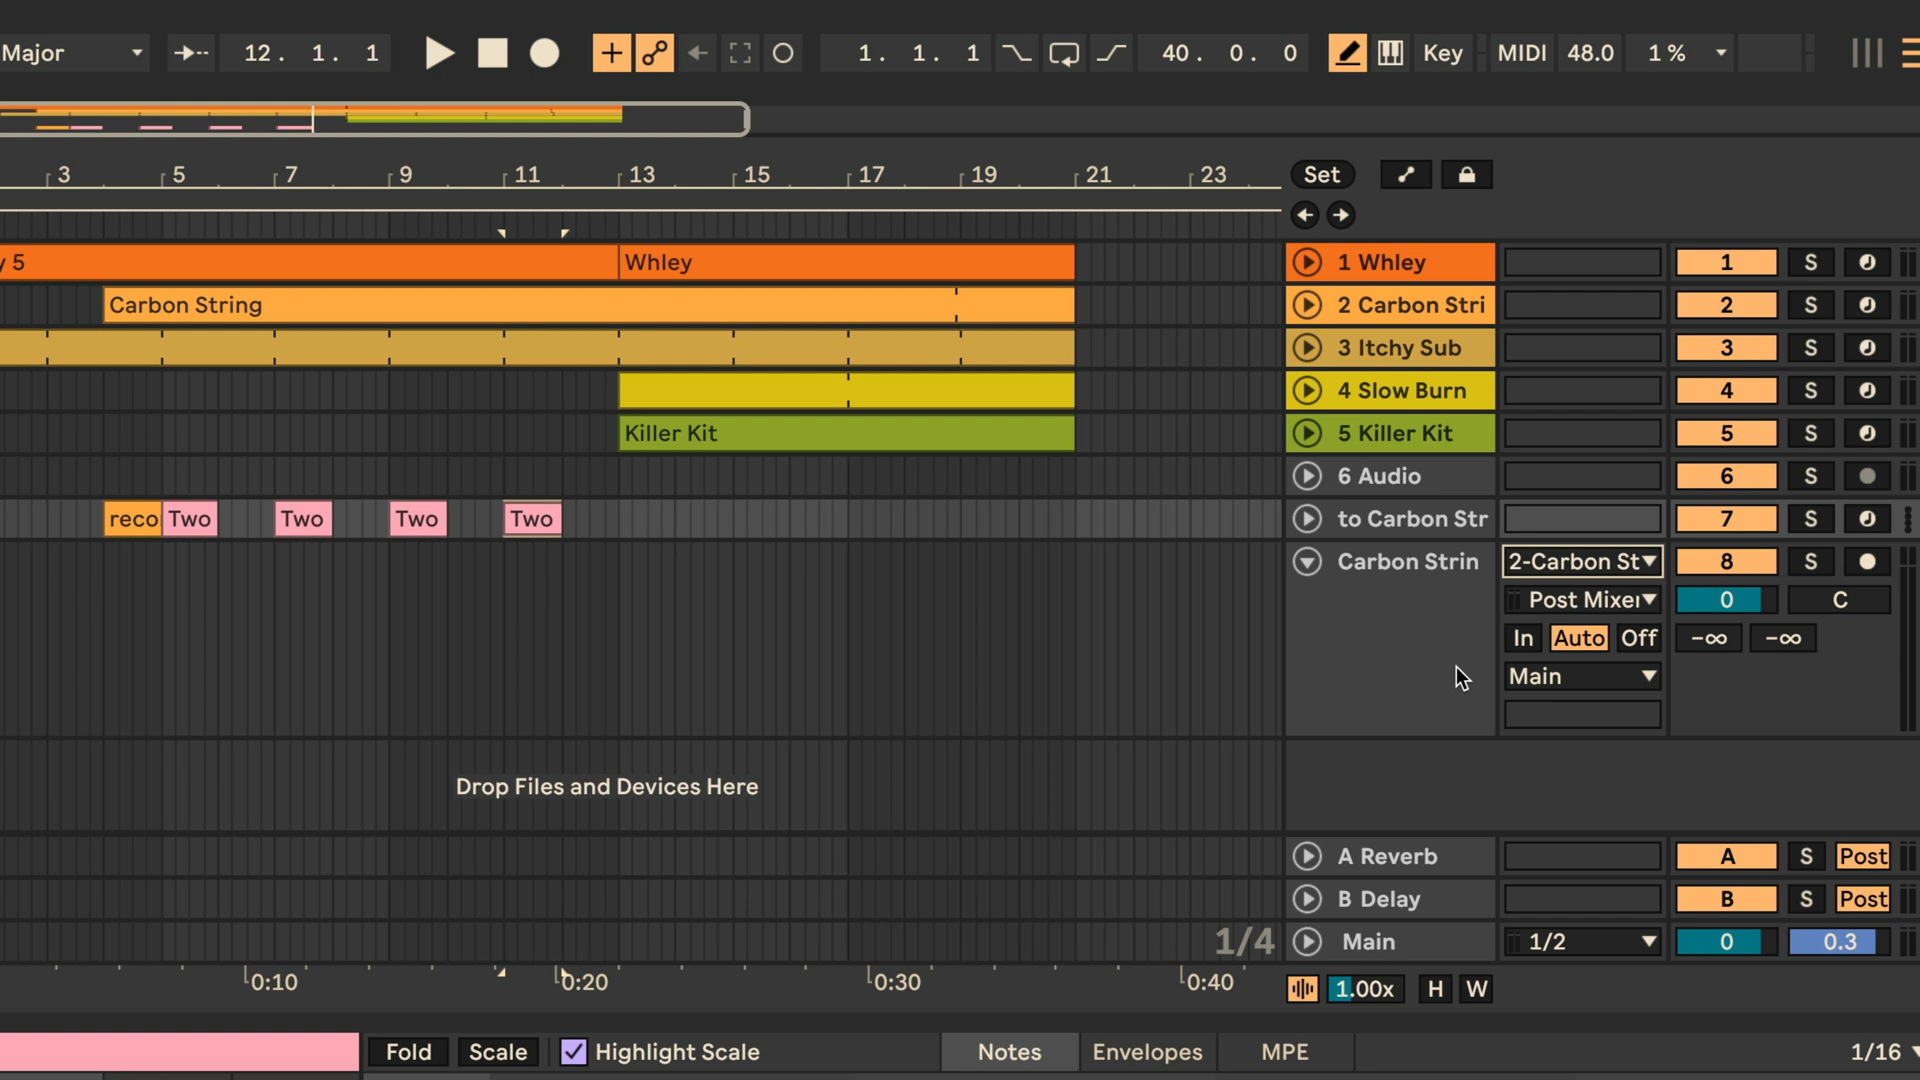 Major 12. 1. 1 1. 1. 1 40. 0. 0 Key MIDI 48.0 1 %
3 5 7 9 11 13 15 17 19 21 23 Set
y 5 Whley 1 Whley 1 S
Carbon String 2 Carbon Stri 2 S
3 Itchy Sub 3 S
4 Slow Burn 4 S
Killer Kit 5 Killer Kit 5 S
6 Audio 6 S
reco Two Two Two Two to Carbon Str 7 S
Carbon Strin 2-Carbon St 8 S
Post Mixer 0 C
In Auto Off -∞ -∞
Main
Drop Files and Devices Here
A Reverb A S Post
B Delay B S Post
1/4 Main 1/2 0 0.3
0:10 0:20 0:30 0:40 1.00x H W
Fold Scale Highlight Scale Notes Envelopes MPE 1/16